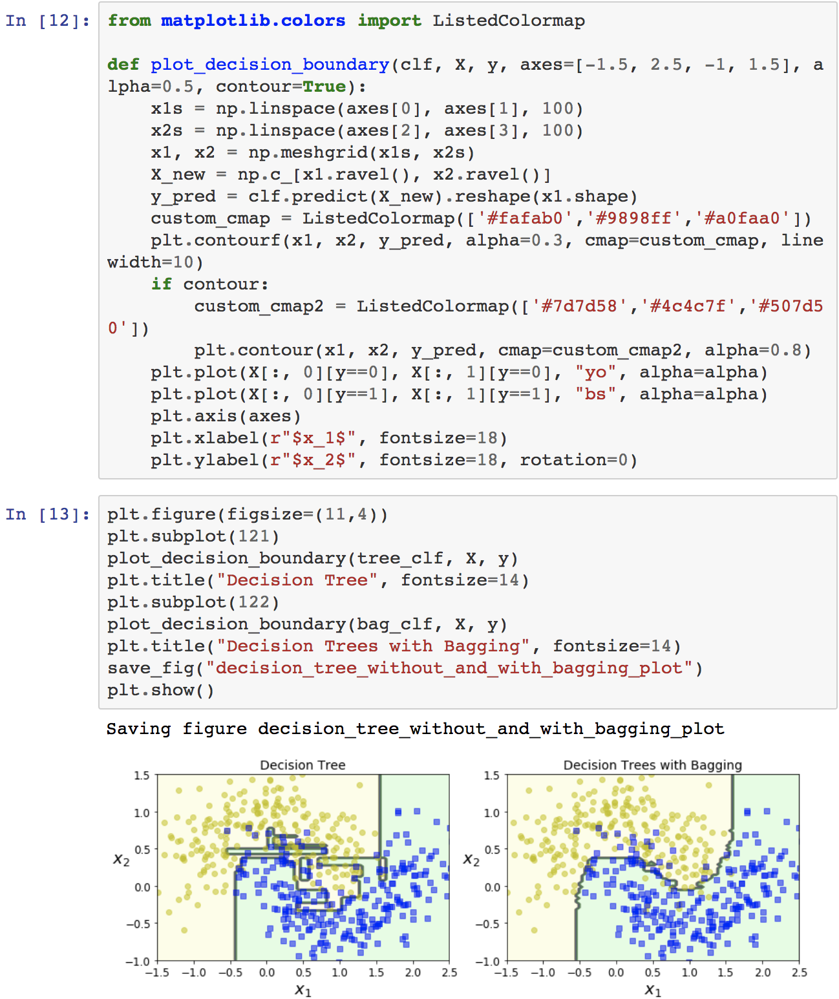 In [12]:
from matplotlib.colors import ListedColormap
def plot_decision_boundary(clf, X, y, axes=[-1.5, 2.5, -1, 1.5], a
lpha=0.5, contour=True):
x1s = np.linspace(axes[0], axes[1], 100)
x2s = np.linspace(axes[2], axes[3], 100)
x1, x2 = np.meshgrid(x1s, x2s)
X_new = np.c_[x1.ravel(), x2.ravel()]
y_pred = clf.predict(X_new).reshape(x1.shape)
custom_cmap = ListedColormap(['#fafab0','#9898ff','#a0faa0'])
plt.contourf(x1, x2, y_pred, alpha=0.3, cmap=custom_cmap, line
width=10)
if contour:
custom_cmap2 = ListedColormap(['#7d7d58','#4c4c7f','#507d5
0'])
plt.contour(x1, x2, y_pred, cmap=custom_cmap2, alpha=0.8)
plt.plot(X[:, 0][y==0], X[:, 1][y==0], "yo", alpha=alpha)
plt.plot(X[:, 0][y==1], X[:, 1][y==1], "bs", alpha=alpha)
plt.axis(axes)
plt.xlabel(r"$x_1$", fontsize=18)
plt.ylabel(r"$x_2$", fontsize=18, rotation=0)
In [13]:
plt.figure(figsize=(11,4))
plt.subplot(121)
plot_decision_boundary(tree_clf, X, y)
plt.title("Decision Tree", fontsize=14)
plt.subplot(122)
plot_decision_boundary(bag_clf, X, y)
plt.title("Decision Trees with Bagging", fontsize=14)
save_fig("decision_tree_without_and_with_bagging_plot")
plt.show()
Saving figure decision_tree_without_and_with_bagging_plot
Decision Tree
1.5
1.0
0.5
0.0
−0.5
−1.0
x2
−1.5 −1.0 −0.5 0.0 0.5 1.0 1.5 2.0 2.5
x1
Decision Trees with Bagging
1.5
1.0
0.5
0.0
−0.5
−1.0
x2
−1.5 −1.0 −0.5 0.0 0.5 1.0 1.5 2.0 2.5
x1